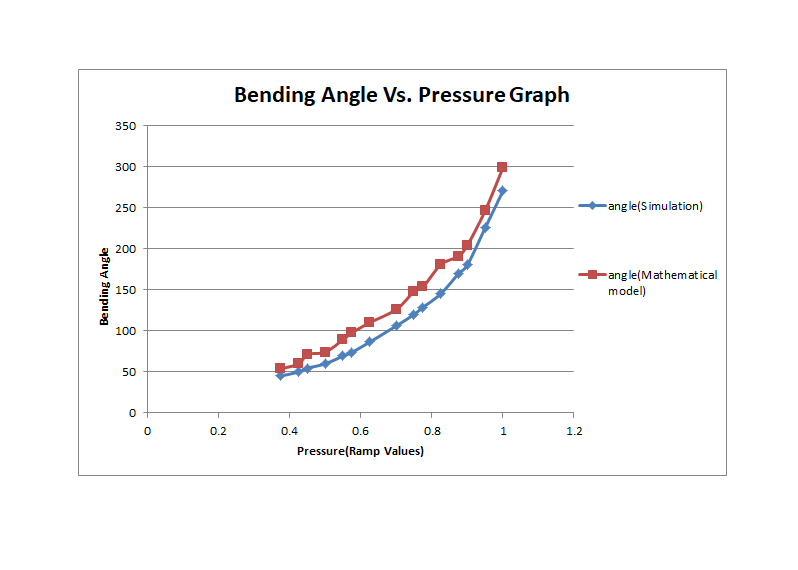 Bending Angle Vs. Pressure Graph
350
300
250
200
150
100
50
0
Bending Angle
0 0.2 0.4 0.6 0.8 1 1.2
Pressure(Ramp Values)
angle(Simulation)
angle(Mathematical
model)